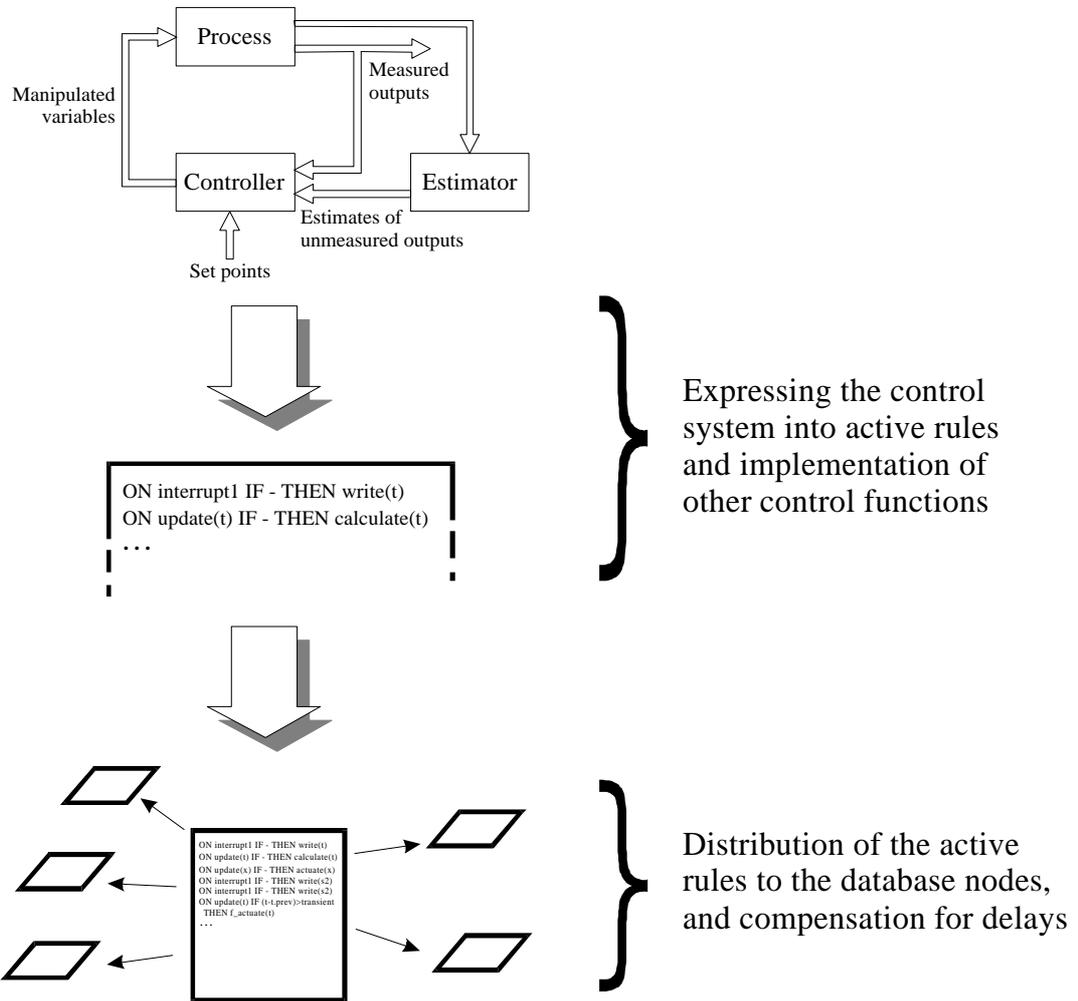 Process
Measured
outputs
Manipulated
variables
Controller
Estimator
Estimates of
unmeasured outputs
Set points
Expressing the control
system into active rules
and implementation of
other control functions
ON interrupt1 IF - THEN write(t)
ON update(t) IF - THEN calculate(t)
...
ON interrupt1 IF - THEN write(t)
ON update(t) IF - THEN calculate(t)
ON update(x) IF - THEN actuate(x)
ON interrupt1 IF - THEN write(s2)
ON interrupt1 IF - THEN write(s2)
ON update(t) IF (t-t.prev)>transient
THEN f_actuate(t)
...
Distribution of the active
rules to the database nodes,
and compensation for delays